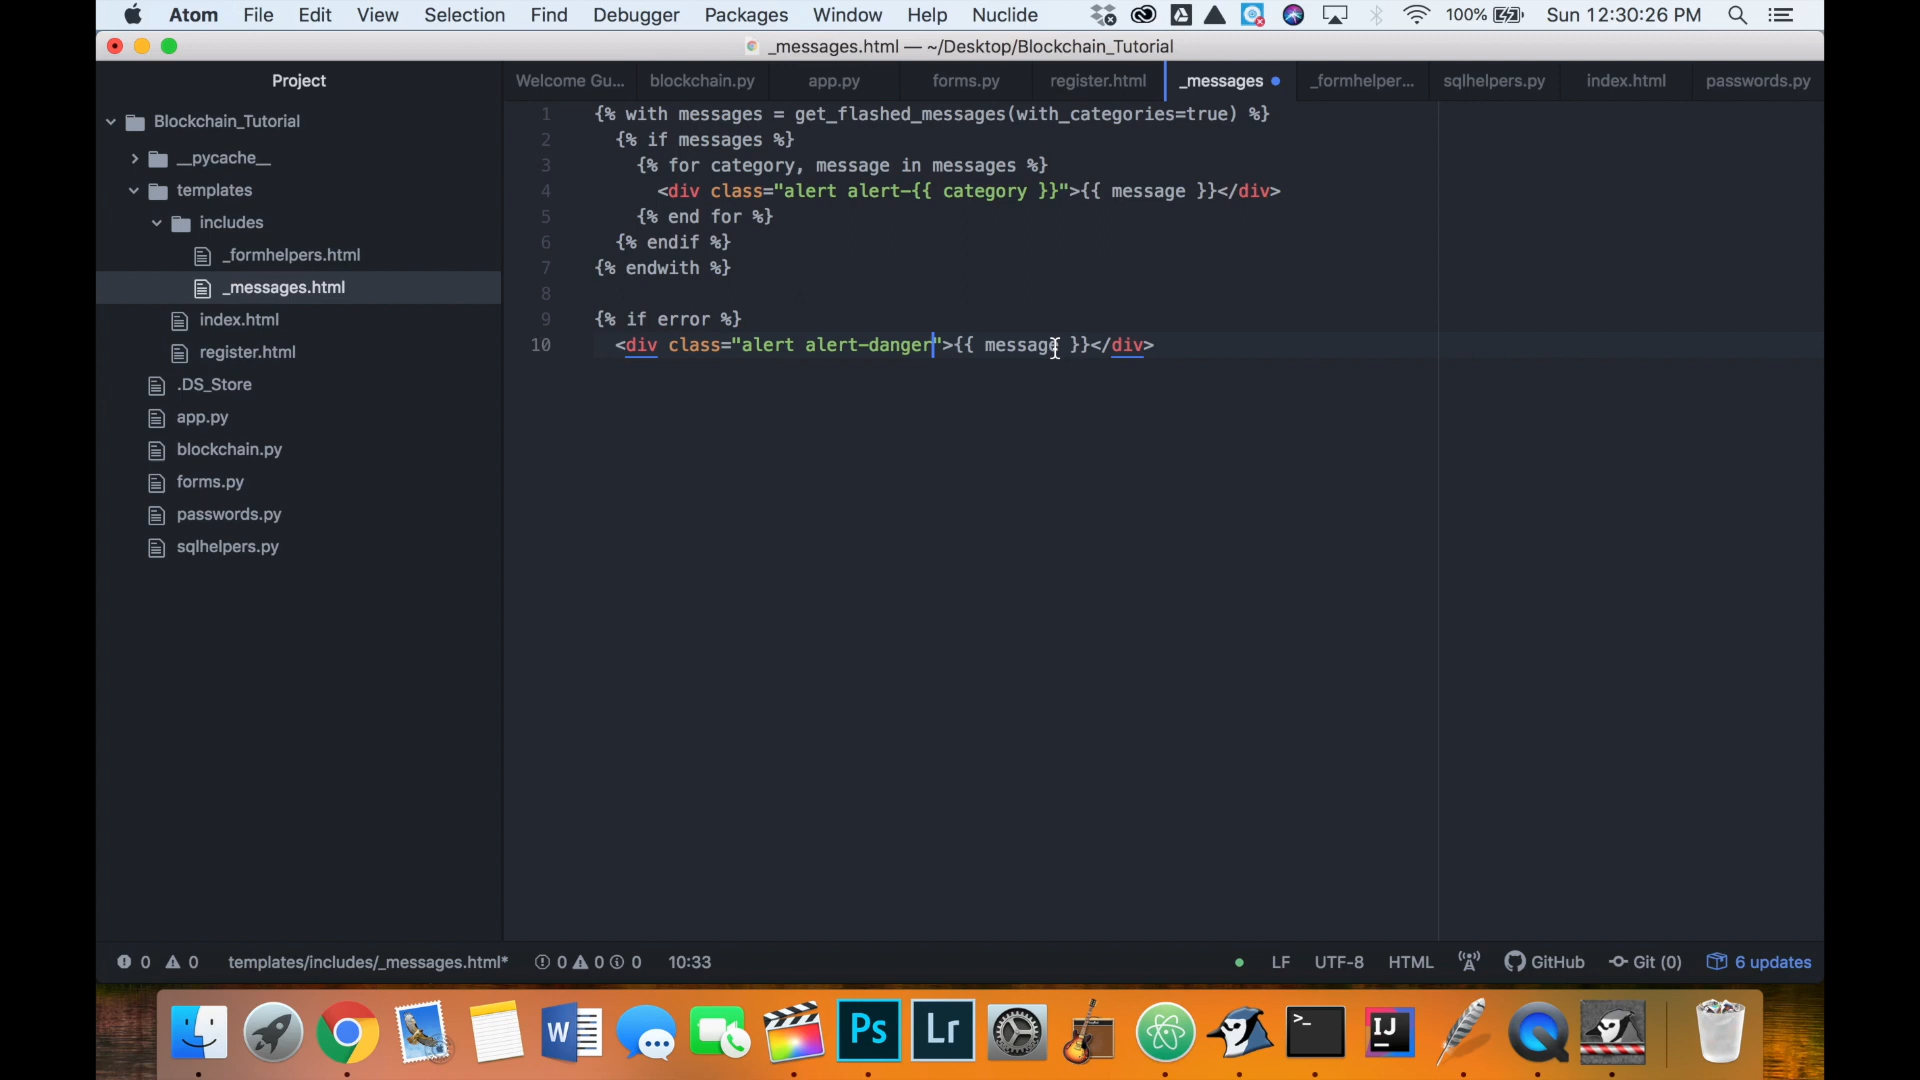 Atom File Edit View Selection Find Debugger Packages Window Help Nuclide 100% Sun 12:30:26 PM
_messages.html — ~/Desktop/Blockchain_Tutorial
Project
Welcome Gu... blockchain.py app.py forms.py register.html _messages _formhelper... sqlhelpers.py index.html passwords.py
Blockchain_Tutorial
__pycache__
templates
includes
_formhelpers.html
_messages.html
index.html
register.html
.DS_Store
app.py
blockchain.py
forms.py
passwords.py
sqlhelpers.py
1 {% with messages = get_flashed_messages(with_categories=true) %}
2 {% if messages %}
3 {% for category, message in messages %}
4 <div class="alert alert-{{ category }}">{{ message }}</div>
5 {% end for %}
6 {% endif %}
7 {% endwith %}
8
9 {% if error %}
10 <div class="alert alert-danger">{{ message }}</div>
0 0 templates/includes/_messages.html* 0 0 0 10:33 LF UTF-8 HTML GitHub Git (0) 6 updates
W Ps Lr >_ IJ